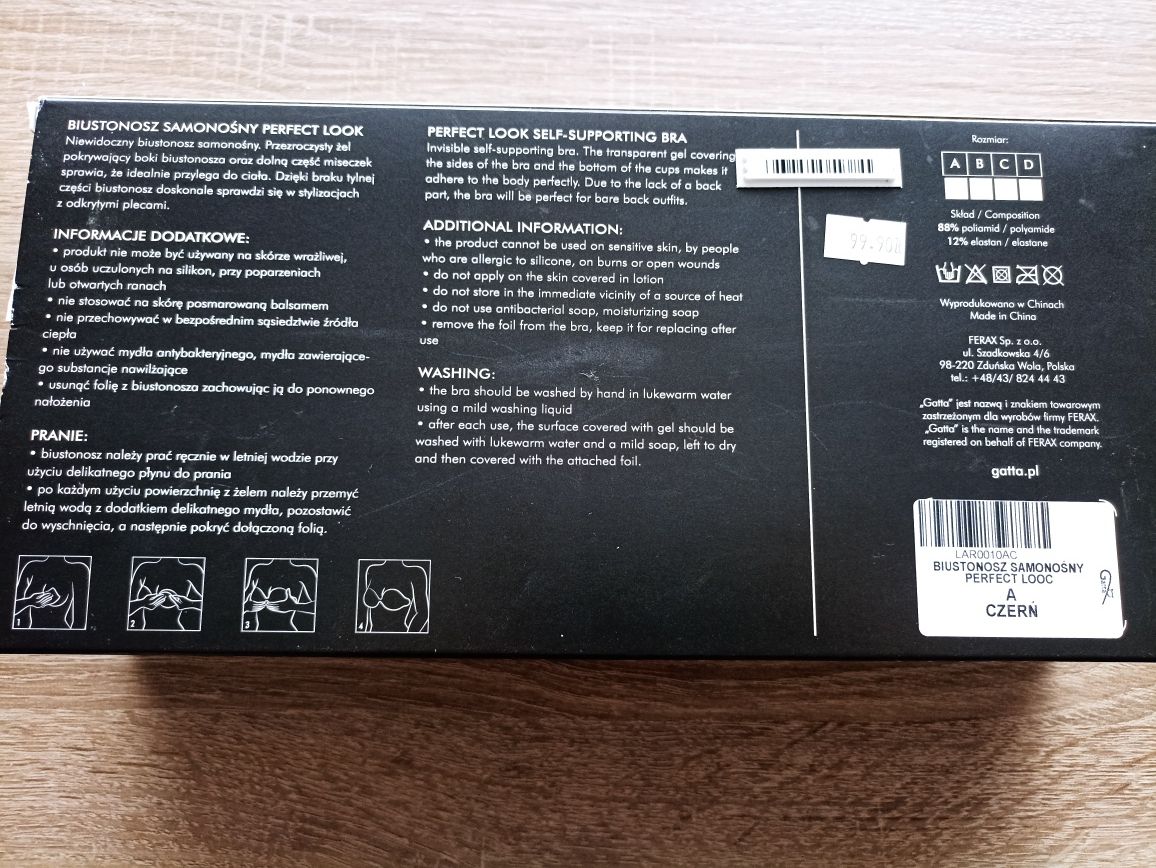 BIUSTONOSZ SAMONOŚNY PERFECT LOOK
Niewidoczny biustonosz samonośny. Przezroczysty żel
pokrywający boki biustonosza oraz dolną część miseczek
sprawia, że idealnie przylega do ciała. Dzięki braku tylnej
części biustonosz doskonale sprawdzi się w stylizacjach
z odkrytymi plecami.
INFORMACJE DODATKOWE:
• produkt nie może być używany na skórze wrażliwej,
u osób uczulonych na silikon, przy poparzeniach
lub otwartych ranach
• nie stosować na skórę posmarowaną balsamem
• nie przechowywać w bezpośrednim sąsiedztwie źródła
ciepła
• nie używać mydła antybakteryjnego, mydła zawierające-
go substancje nawilżające
• usunąć folię z biustonosza zachowując ją do ponownego
nałożenia
PRANIE:
• biustonosz należy prać ręcznie w letniej wodzie przy
użyciu delikatnego płynu do prania
• po każdym użyciu powierzchnię z żelem należy przemyć
letnią wodą z dodatkiem delikatnego mydła, pozostawić
do wyschnięcia, a następnie pokryć dołączoną folią.
1
2
3
4
PERFECT LOOK SELF-SUPPORTING BRA
Invisible self-supporting bra. The transparent gel covering
the sides of the bra and the bottom of the cups makes it
adhere to the body perfectly. Due to the lack of a back
part, the bra will be perfect for bare back outfits.
ADDITIONAL INFORMATION:
• the product cannot be used on sensitive skin, by people
who are allergic to silicone, on burns or open wounds
• do not apply on the skin covered in lotion
• do not store in the immediate vicinity of a source of heat
• do not use antibacterial soap, moisturizing soap
• remove the foil from the bra, keep it for replacing after
use
WASHING:
• the bra should be washed by hand in lukewarm water
using a mild washing liquid
• after each use, the surface covered with gel should be
washed with lukewarm water and a mild soap, left to dry
and then covered with the attached foil.
99.90
Rozmiar:
A B C D
Skład / Composition
88% poliamid / polyamide
12% elastan / elastane
Wyprodukowano w Chinach
Made in China
FERAX Sp. z o.o.
ul. Szadkowska 4/6
98-220 Zduńska Wola, Polska
tel.: +48/43/ 824 44 43
„Gatta" jest nazwą i znakiem towarowym
zastrzeżonym dla wyrobów firmy FERAX.
„Gatta" is the name and the trademark
registered on behalf of FERAX company.
gatta.pl
LAR0010AC
BIUSTONOSZ SAMONOSNY
PERFECT LOOC
A
CZERŃ
Gatta